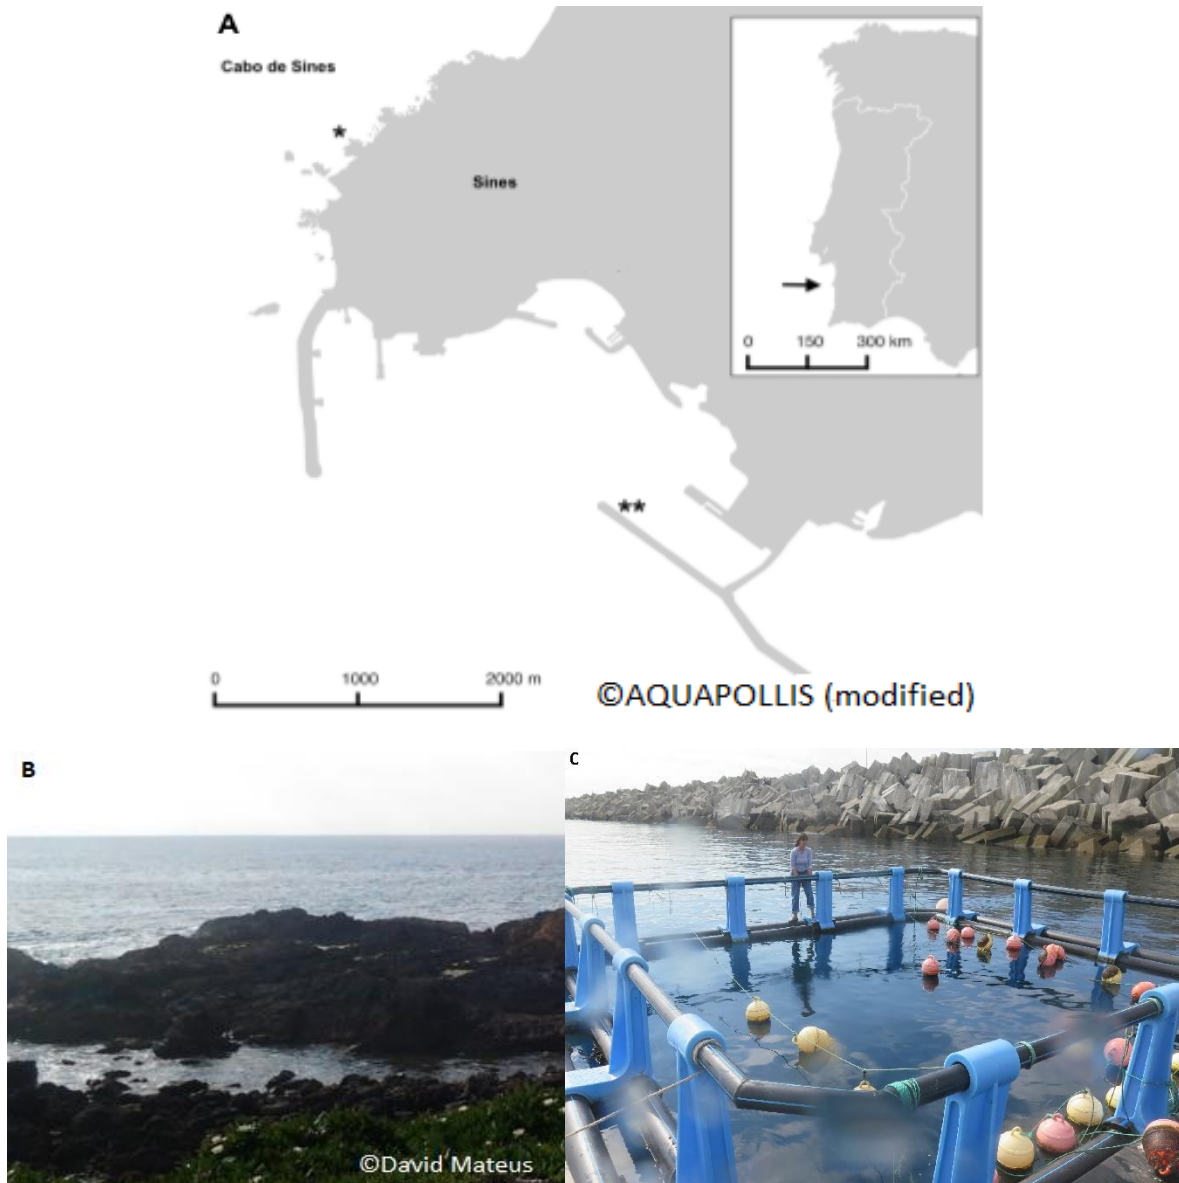 A
Cabo de Sines
*
Sines
**
0 150 300 km
0 1000 2000 m
©AQUAPOLLIS (modified)
B
©David Mateus
C